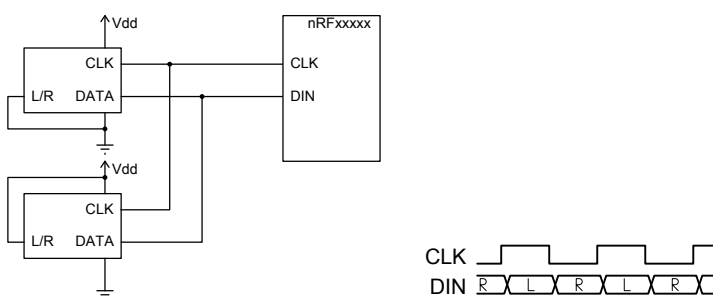 Vdd
nRFxxxxx
CLK
CLK
L/R
DATA
DIN
Vdd
CLK
L/R
DATA
CLK
DIN
R L R L R